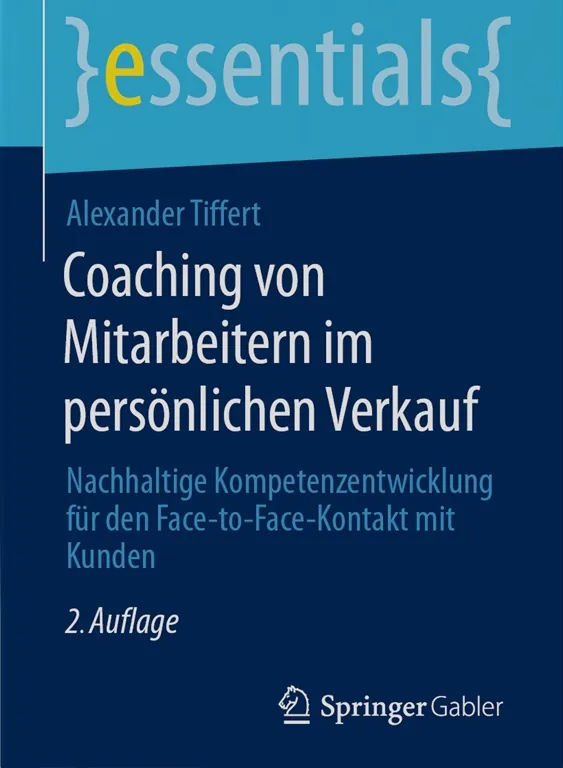 }essentials{
Alexander Tiffert
Coaching von
Mitarbeitern im
persönlichen Verkauf
Nachhaltige Kompetenzentwicklung
für den Face-to-Face-Kontakt mit
Kunden
2. Auflage
Springer Gabler